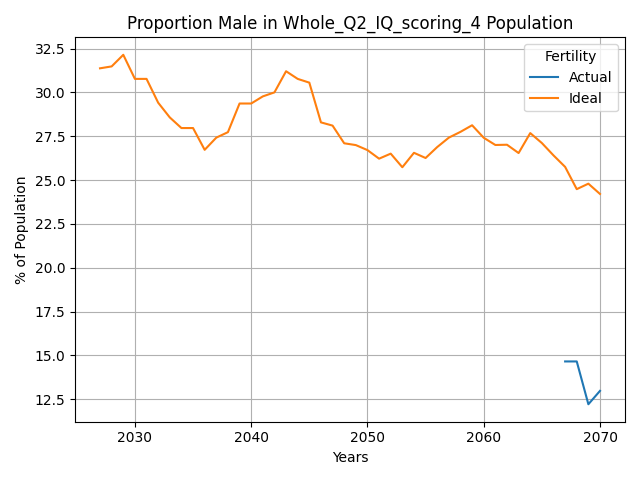 Proportion Male in Whole_Q2_IQ_scoring_4 Population
Fertility
Actual
Ideal
% of Population
32.5
30.0
27.5
25.0
22.5
20.0
17.5
15.0
12.5
2030
2040
2050
2060
2070
Years